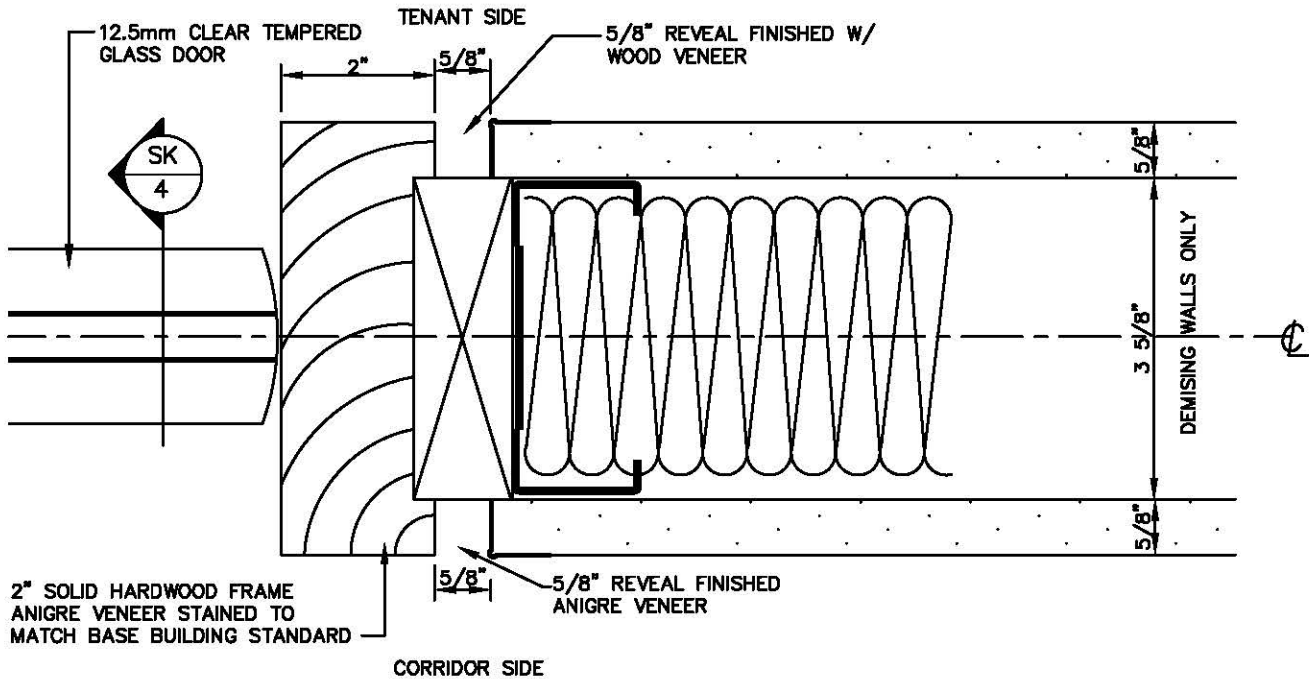 TENANT SIDE
12.5mm CLEAR TEMPERED
GLASS DOOR
5/8" REVEAL FINISHED W/
WOOD VENEER
2"
5/8"
SK
4
5/8"
3 5/8"
DEMISING WALLS ONLY
5/8"
℄
5/8"
2" SOLID HARDWOOD FRAME
ANIGRE VENEER STAINED TO
MATCH BASE BUILDING STANDARD
5/8" REVEAL FINISHED
ANIGRE VENEER
CORRIDOR SIDE